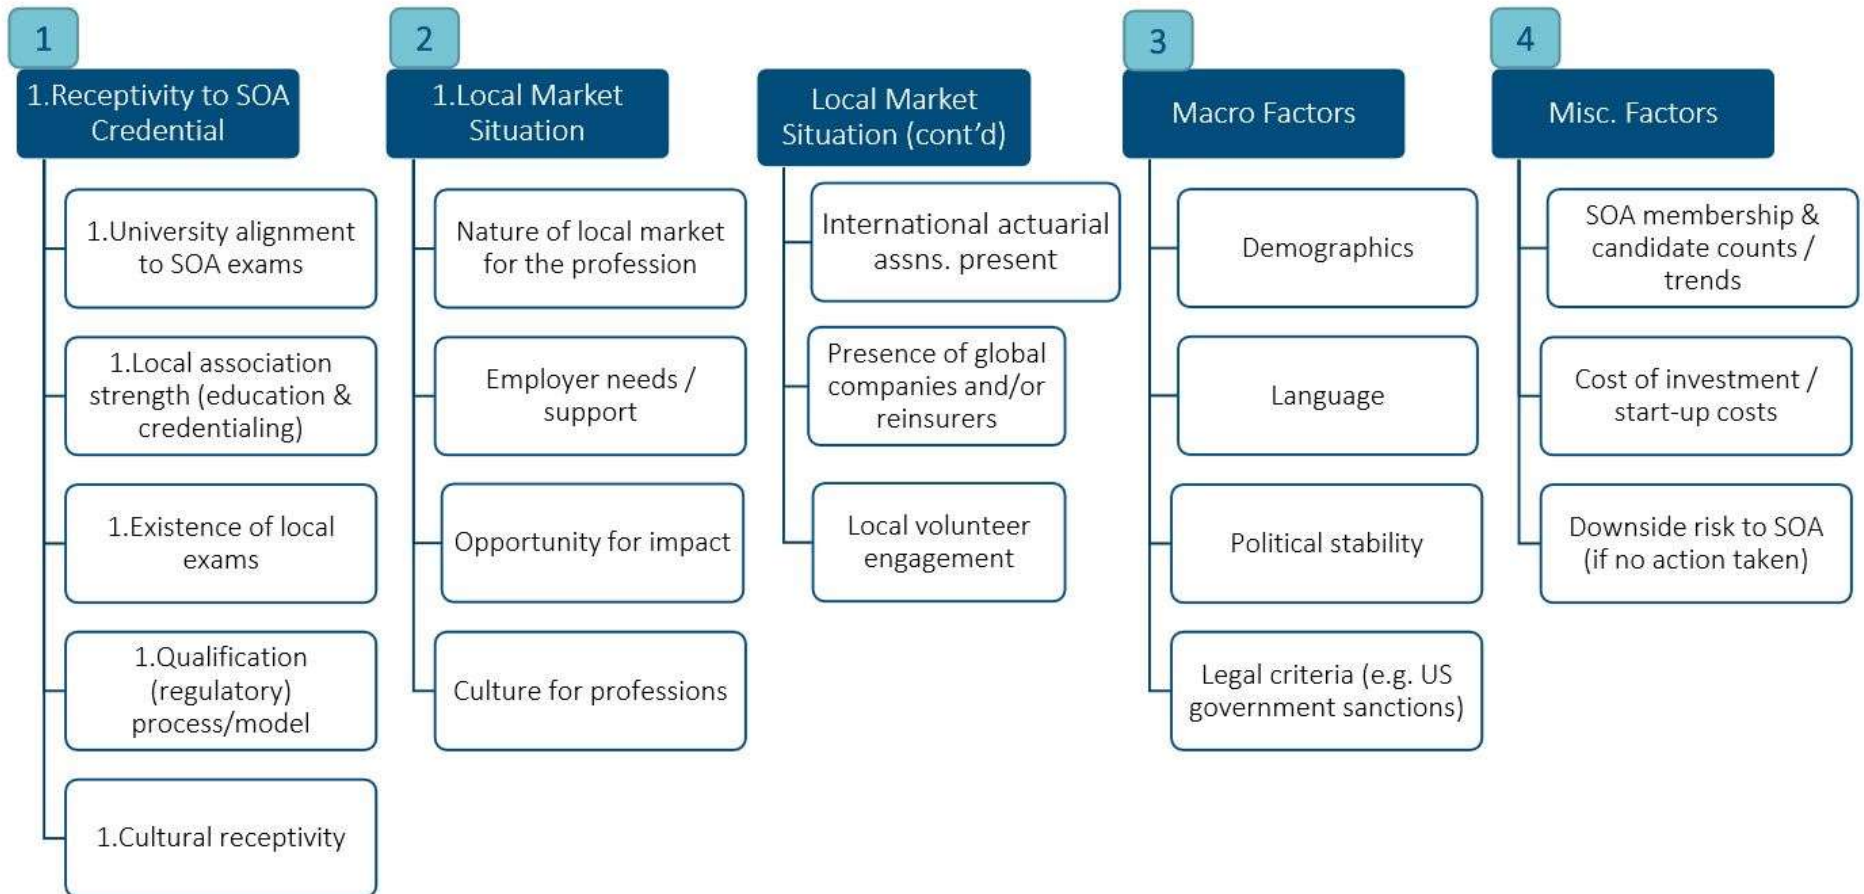 1
1.Receptivity to SOA
Credential
1.University alignment
to SOA exams
1.Local association
strength (education &
credentialing)
1.Existence of local
exams
1.Qualification
(regulatory)
process/model
1.Cultural receptivity
2
1.Local Market
Situation
Nature of local market
for the profession
Employer needs /
support
Opportunity for impact
Culture for professions
Local Market
Situation (cont’d)
International actuarial
assns. present
Presence of global
companies and/or
reinsurers
Local volunteer
engagement
3
Macro Factors
Demographics
Language
Political stability
Legal criteria (e.g. US
government sanctions)
4
Misc. Factors
SOA membership &
candidate counts /
trends
Cost of investment /
start-up costs
Downside risk to SOA
(if no action taken)